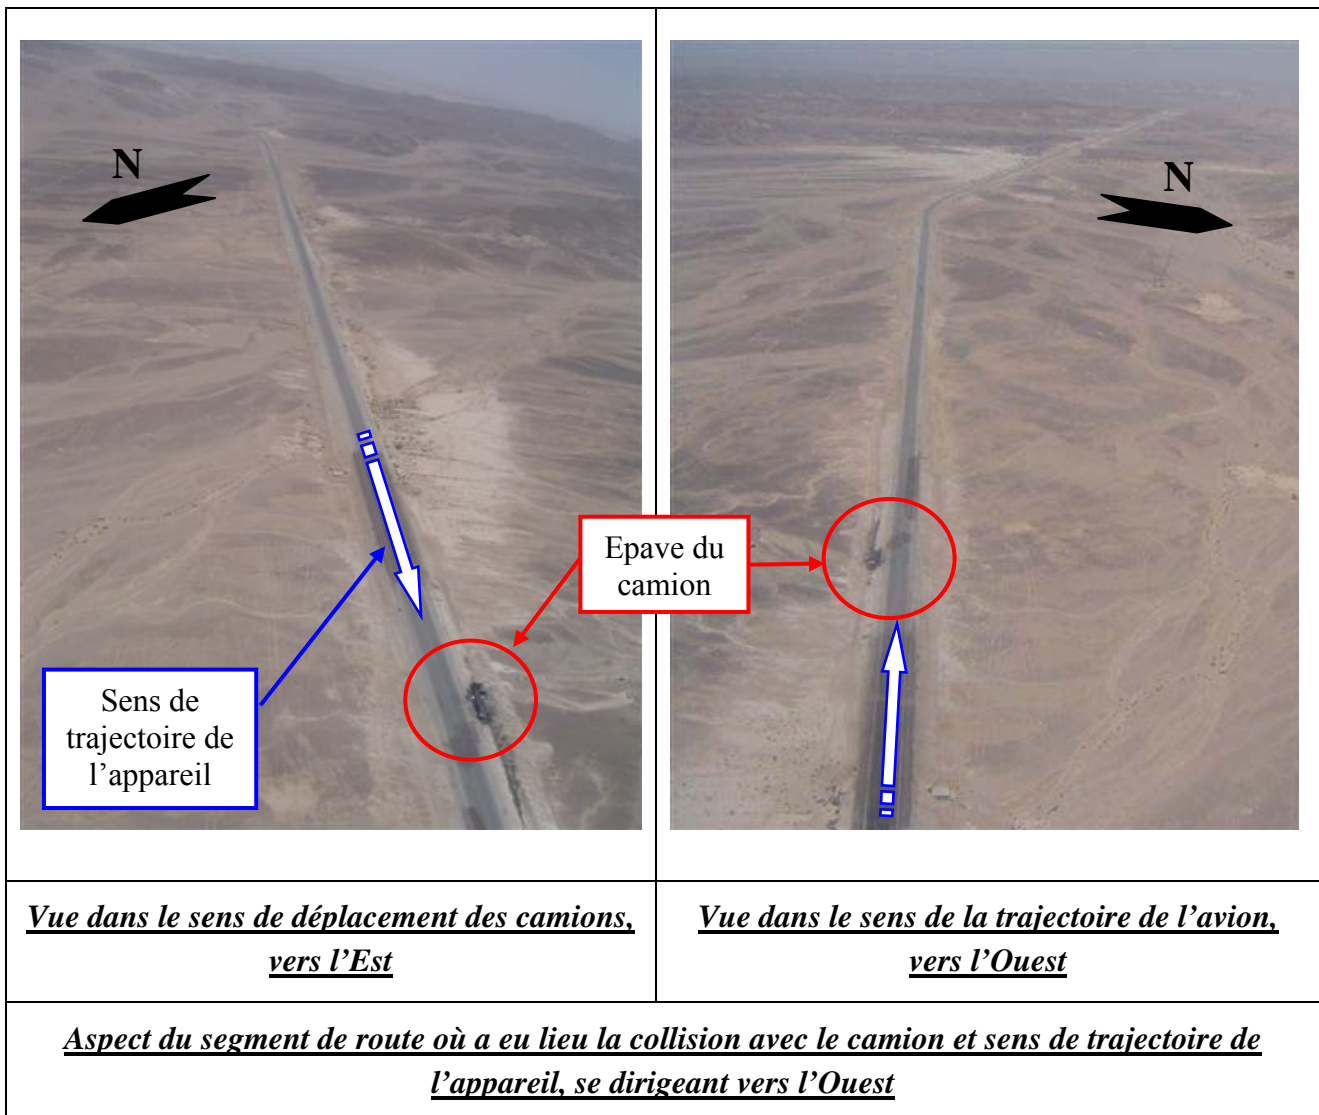 N
N
Epave du
camion
Sens de
trajectoire de
l’appareil
Vue dans le sens de déplacement des camions,
vers l’Est
Vue dans le sens de la trajectoire de l’avion,
vers l’Ouest
Aspect du segment de route où a eu lieu la collision avec le camion et sens de trajectoire de
l’appareil, se dirigeant vers l’Ouest